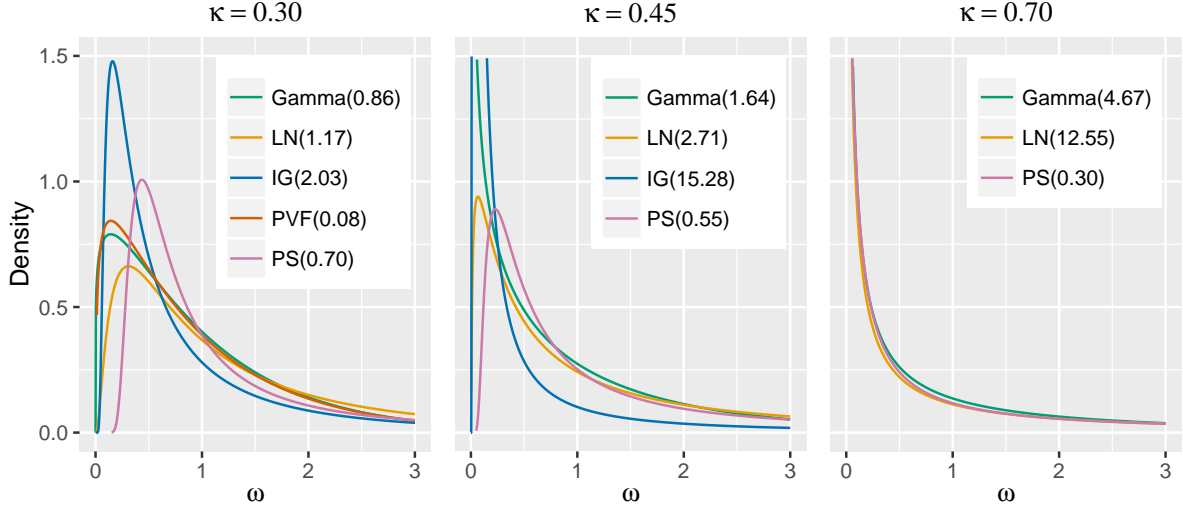 κ = 0.30
κ = 0.45
κ = 0.70
Density
1.5
1.0
0.5
0.0
Gamma(0.86)
LN(1.17)
IG(2.03)
PVF(0.08)
PS(0.70)
0 1 2 3
ω
Gamma(1.64)
LN(2.71)
IG(15.28)
PS(0.55)
0 1 2 3
ω
Gamma(4.67)
LN(12.55)
PS(0.30)
0 1 2 3
ω